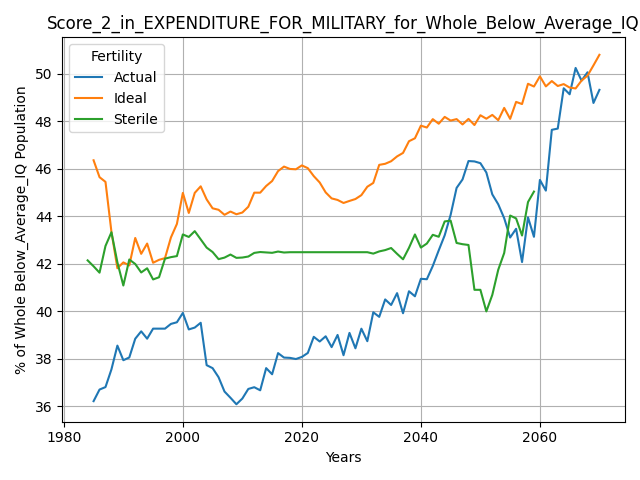 Score_2_in_EXPENDITURE_FOR_MILITARY_for_Whole_Below_Average_IQ
Fertility
Actual
Ideal
Sterile
% of Whole Below_Average_IQ Population
50
48
46
44
42
40
38
36
1980
2000
2020
2040
2060
Years